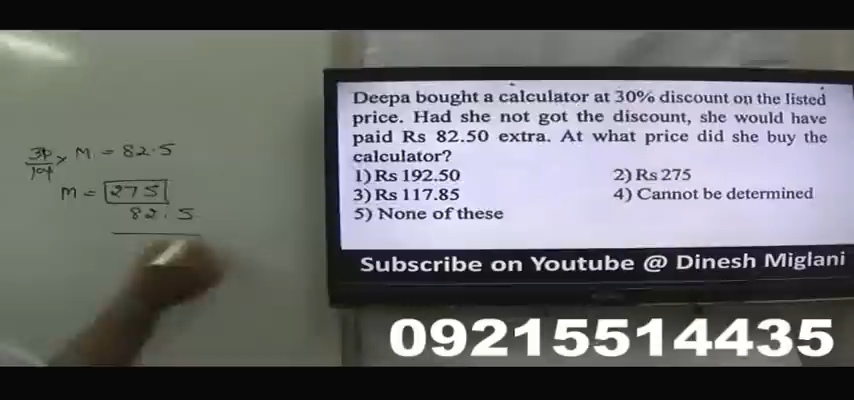 30/100 × M = 82.5
M = 275
82.5
Deepa bought a calculator at 30% discount on the listed
price. Had she not got the discount, she would have
paid Rs 82.50 extra. At what price did she buy the
calculator?
1) Rs 192.50 2) Rs 275
3) Rs 117.85 4) Cannot be determined
5) None of these
Subscribe on Youtube @ Dinesh Miglani
09215514435